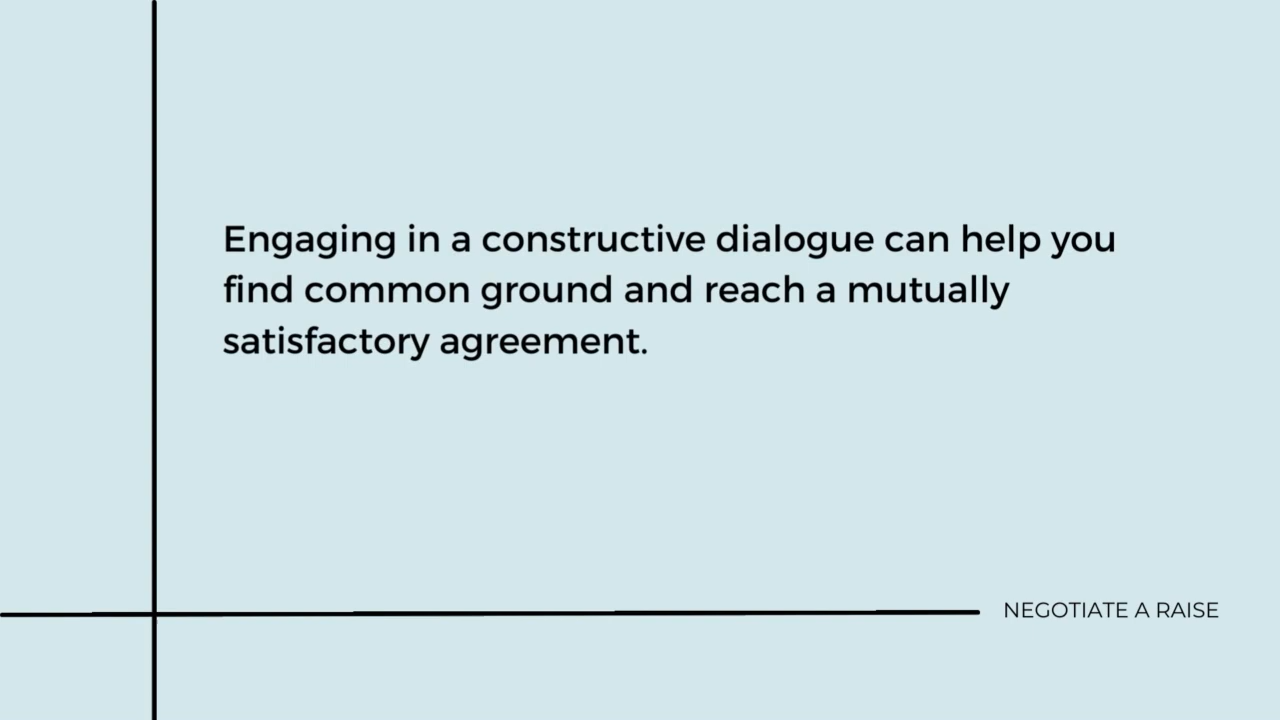 Engaging in a constructive dialogue can help you
find common ground and reach a mutually
satisfactory agreement.
NEGOTIATE A RAISE